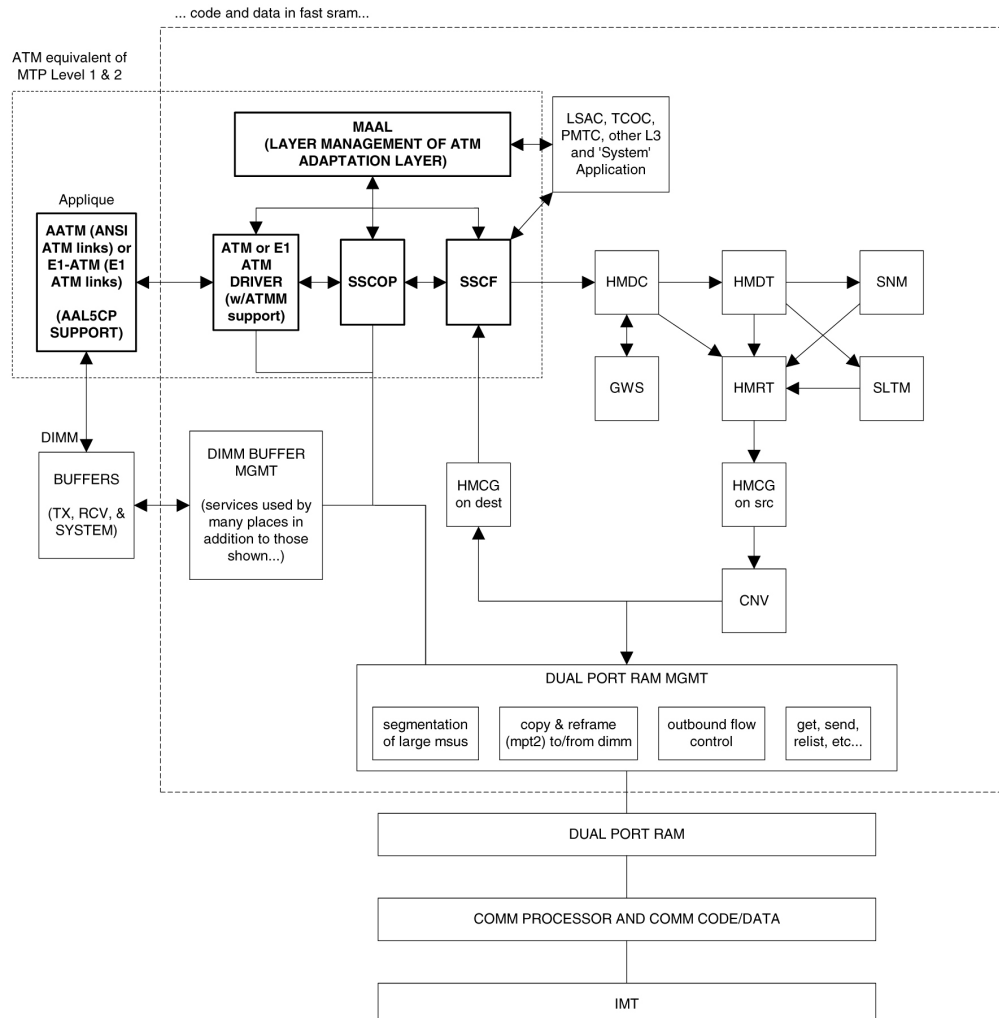 ... code and data in fast sram...
ATM equivalent of
MTP Level 1 & 2
MAAL
(LAYER MANAGEMENT OF ATM
ADAPTATION LAYER)
LSAC, TCOC,
PMTC, other L3
and 'System'
Application
Applique
AATM (ANSI
ATM links) or
E1-ATM (E1
ATM links)
(AAL5CP
SUPPORT)
ATM or E1
ATM
DRIVER
(w/ATMM
support)
SSCOP
SSCF
HMDC
HMDT
SNM
GWS
HMRT
SLTM
DIMM
BUFFERS
(TX, RCV, &
SYSTEM)
DIMM BUFFER
MGMT
(services used by
many places in
addition to those
shown...)
HMCG
on dest
HMCG
on src
CNV
DUAL PORT RAM MGMT
segmentation
of large msus
copy & reframe
(mpt2) to/from dimm
outbound flow
control
get, send,
relist, etc...
DUAL PORT RAM
COMM PROCESSOR AND COMM CODE/DATA
IMT